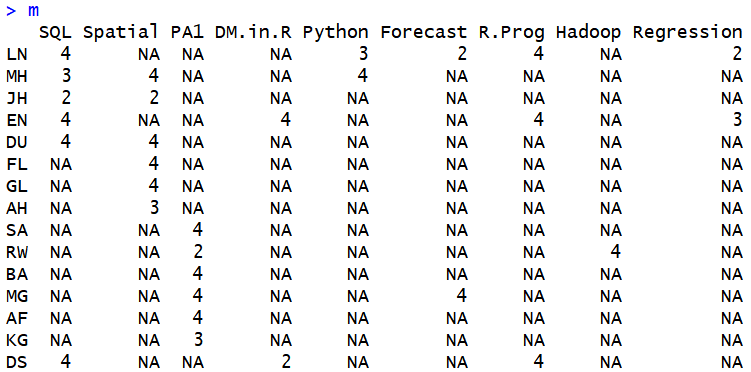 > m
   SQL Spatial PA1 DM.in.R Python Forecast R.Prog Hadoop Regression
LN   4      NA  NA      NA      3        2      4     NA          2
MH   3       4  NA      NA      4       NA     NA     NA         NA
JH   2       2  NA      NA     NA       NA     NA     NA         NA
EN   4      NA  NA       4     NA       NA      4     NA          3
DU   4       4  NA      NA     NA       NA     NA     NA         NA
FL  NA       4  NA      NA     NA       NA     NA     NA         NA
GL  NA       4  NA      NA     NA       NA     NA     NA         NA
AH  NA       3  NA      NA     NA       NA     NA     NA         NA
SA  NA      NA   4      NA     NA       NA     NA     NA         NA
RW  NA      NA   2      NA     NA       NA     NA      4         NA
BA  NA      NA   4      NA     NA       NA     NA     NA         NA
MG  NA      NA   4      NA     NA        4     NA     NA         NA
AF  NA      NA   4      NA     NA       NA     NA     NA         NA
KG  NA      NA   3      NA     NA       NA     NA     NA         NA
DS   4      NA  NA       2     NA       NA      4     NA         NA